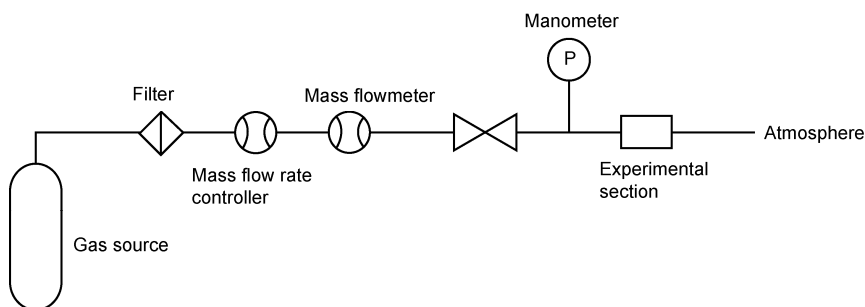 Manometer
P
Filter
Mass flowmeter
Atmosphere
Mass flow rate
controller
Experimental
section
Gas source